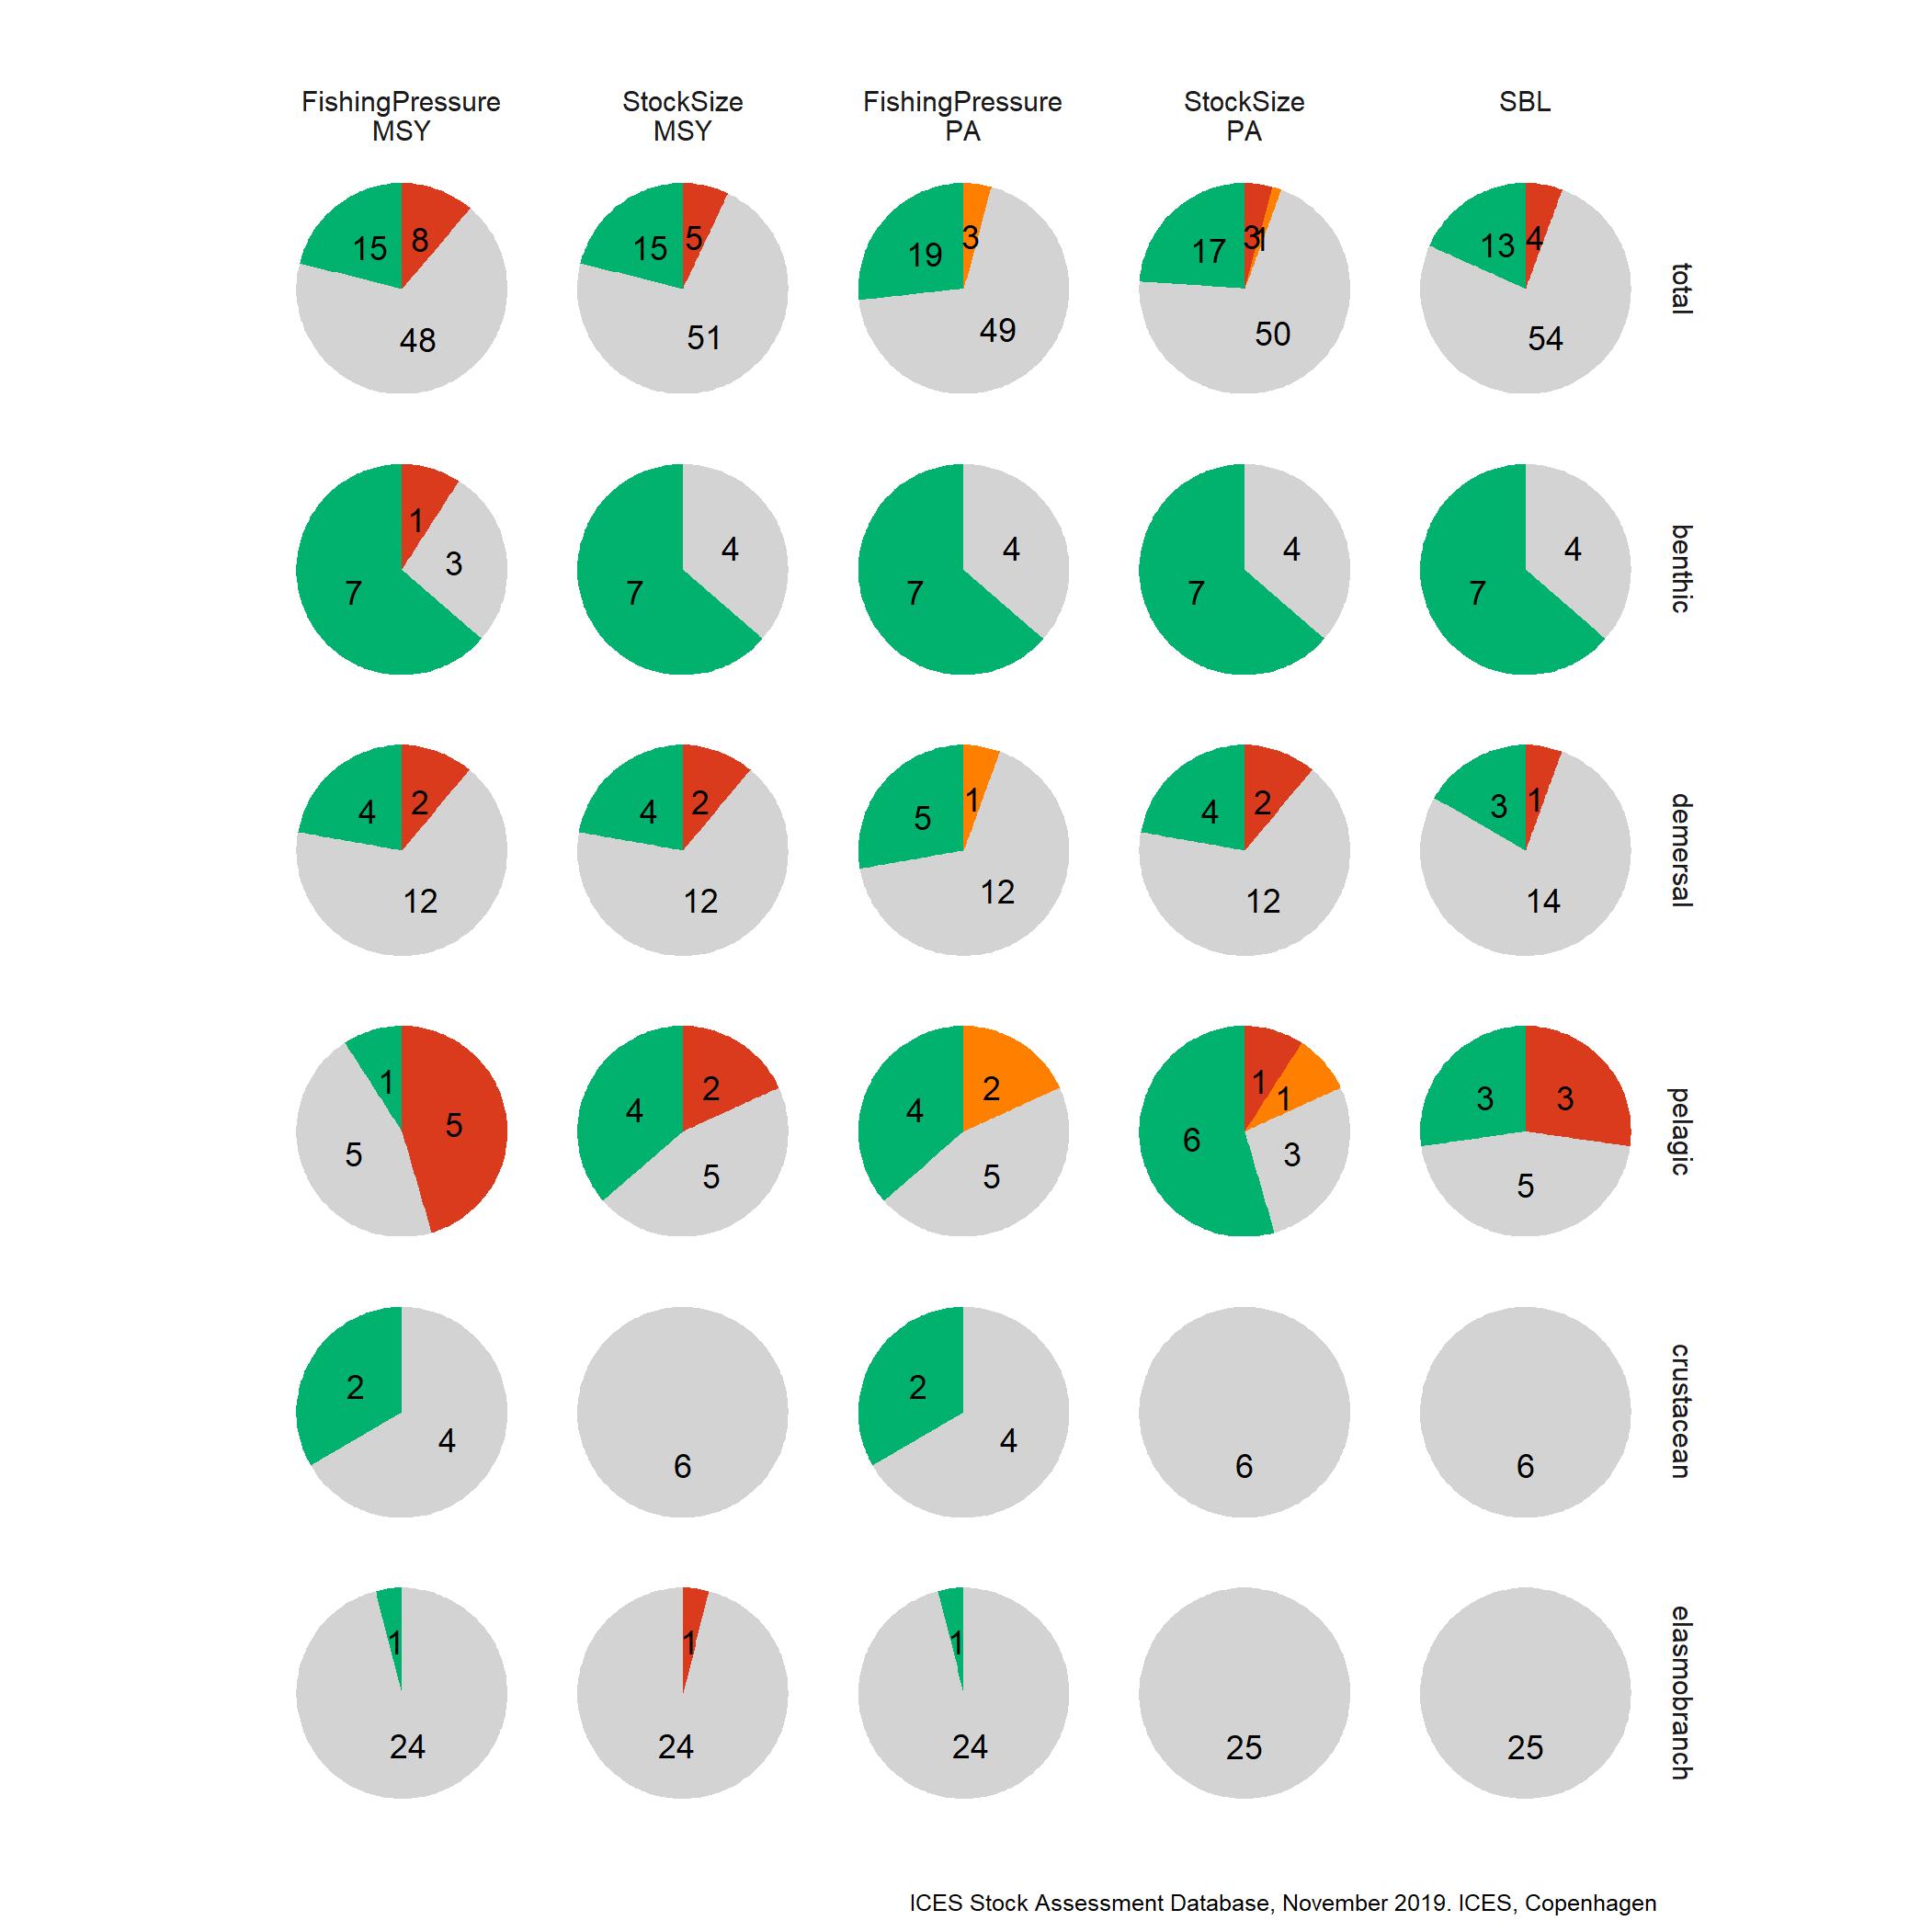 FishingPressure StockSize FishingPressure StockSize SBL
MSY MSY PA PA
15 8 15 5 19 3 17 3 1 13 4
48 51 49 50 54
total
1 3 7 4 7 4 7 4 7 4 7
benthic
4 2 4 2 5 1 4 2 3 1
12 12 12 12 14
demersal
1 5 5 4 2 5 4 2 5 1 1 6 3 3 3 5
pelagic
2 4 6 2 4 6 6
crustacean
1 1 1
24 24 24 25 25
elasmobranch
ICES Stock Assessment Database, November 2019. ICES, Copenhagen